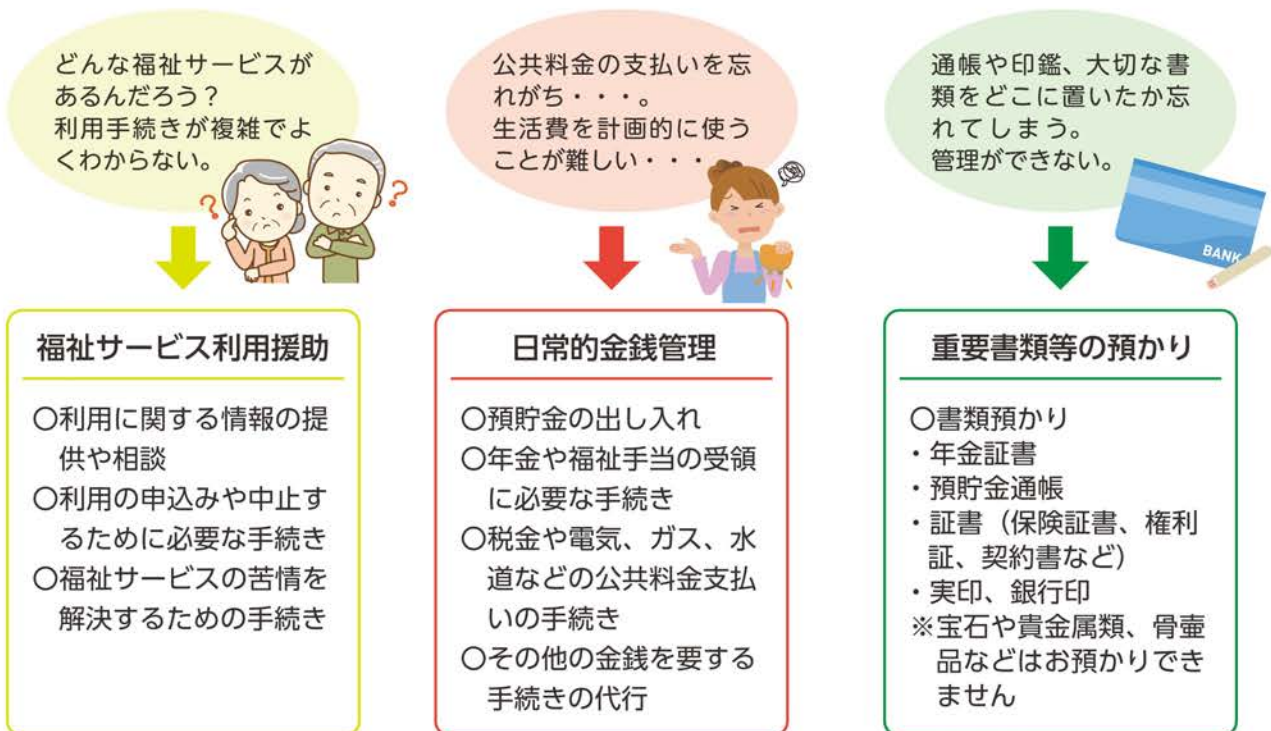 どんな福祉サービスが
あるんだろう?
利用手続きが複雑でよ
くわからない。
?
?
福祉サービス利用援助
○利用に関する情報の提
供や相談
○利用の申込みや中止す
るために必要な手続き
○福祉サービスの苦情を
解決するための手続き
公共料金の支払いを忘
れがち・・・。
生活費を計画的に使う
ことが難しい・・・
日常的金銭管理
○預貯金の出し入れ
○年金や福祉手当の受領
に必要な手続き
○税金や電気、ガス、水
道などの公共料金支払
いの手続き
○その他の金銭を要する
手続きの代行
通帳や印鑑、大切な書
類をどこに置いたか忘
れてしまう。
管理ができない。
BANK
重要書類等の預かり
○書類預かり
・年金証書
・預貯金通帳
・証書(保険証書、権利
証、契約書など)
・実印、銀行印
※宝石や貴金属類、骨壷
品などはお預かりでき
ません